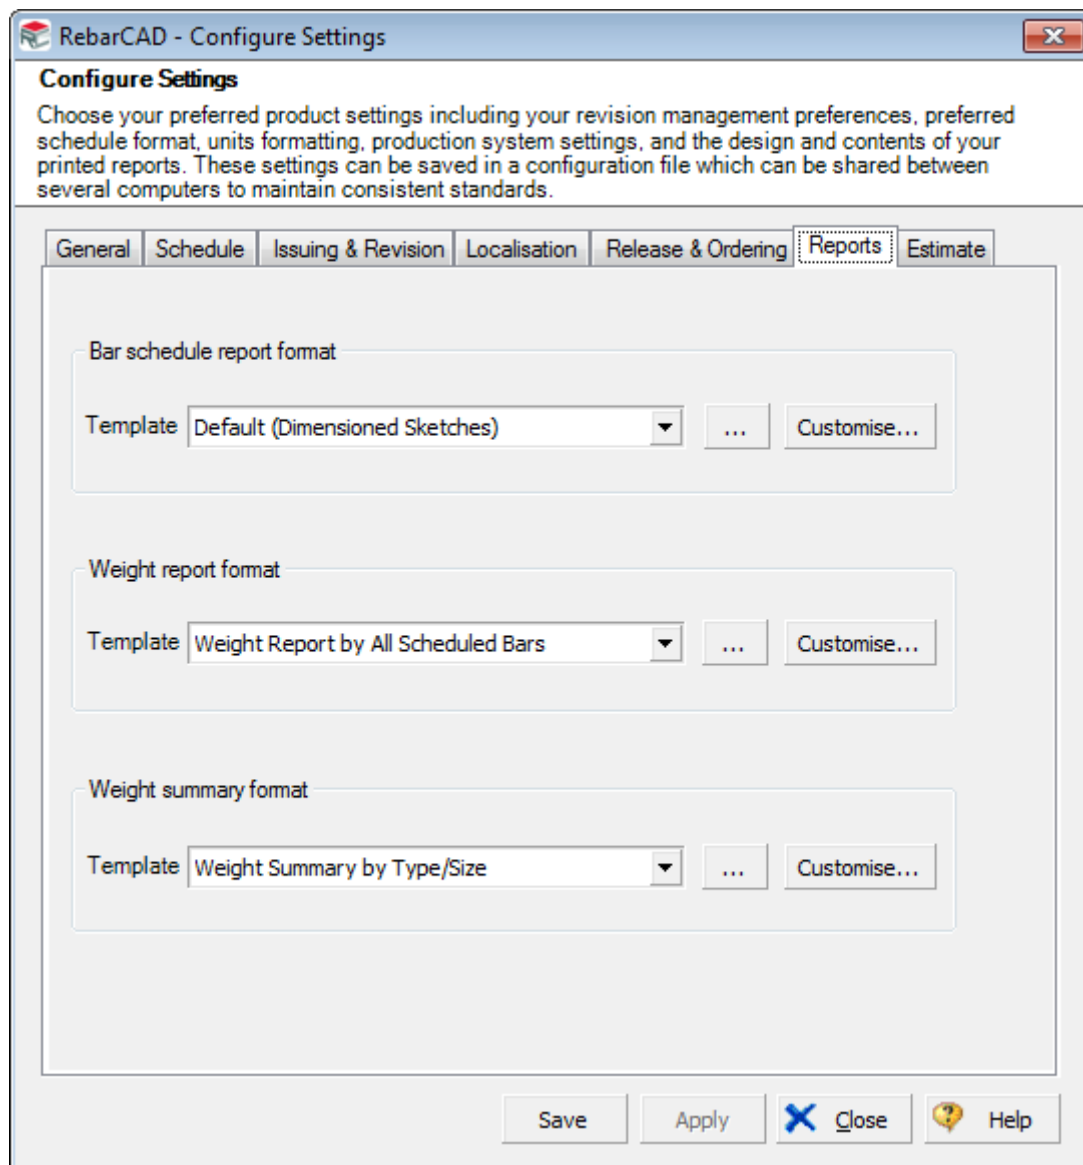 RebarCAD - Configure Settings
Configure Settings
Choose your preferred product settings including your revision management preferences, preferred
schedule format, units formatting, production system settings, and the design and contents of your
printed reports. These settings can be saved in a configuration file which can be shared between
several computers to maintain consistent standards.
General Schedule Issuing & Revision Localisation Release & Ordering Reports Estimate
Bar schedule report format
Template Default (Dimensioned Sketches) ... Customise...
Weight report format
Template Weight Report by All Scheduled Bars ... Customise...
Weight summary format
Template Weight Summary by Type/Size ... Customise...
Save Apply Close Help